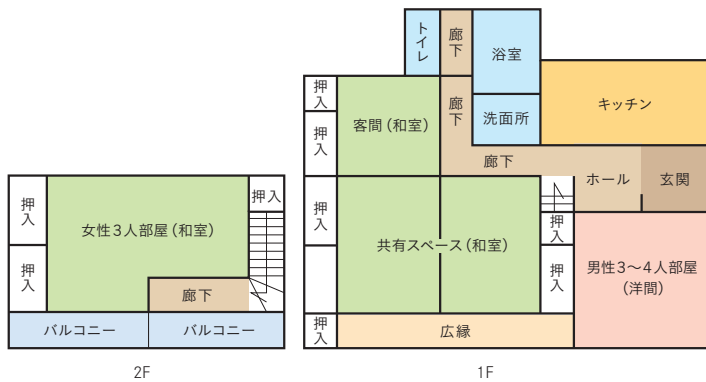 押入
女性3人部屋(和室)
押入
押入
廊下
バルコニー
バルコニー
2F
トイレ
廊下
浴室
押入
客間(和室)
廊下
洗面所
キッチン
押入
廊下
ホール
玄関
押入
共有スペース(和室)
押入
押入
男性3〜4人部屋
(洋間)
押入
広縁
1F